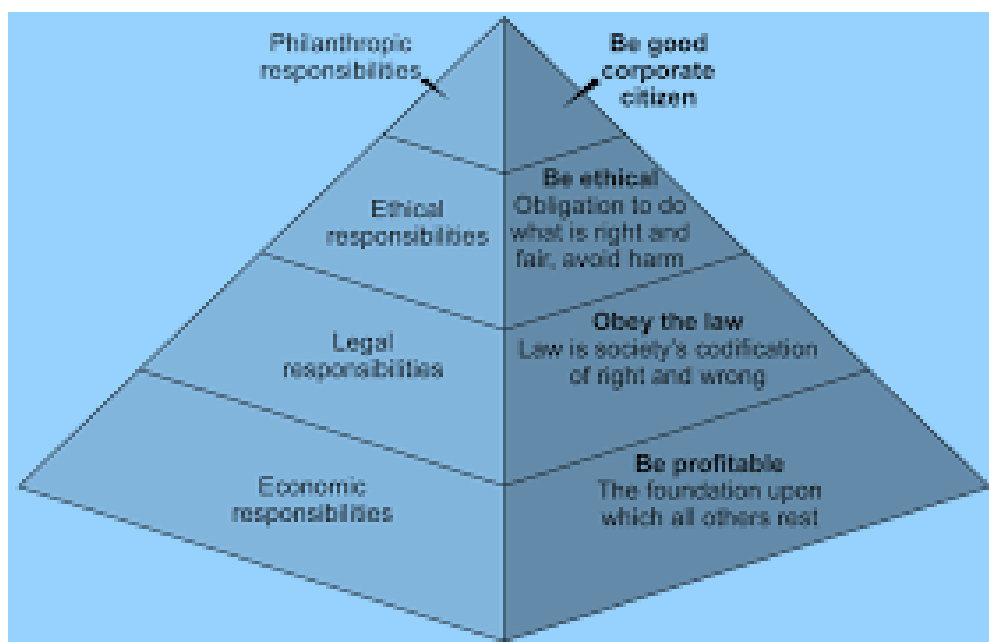 Philanthropic
responsibilities
Be good
corporate
citizen
Ethical
responsibilities
Be ethical
Obligation to do
what is right and
fair, avoid harm
Legal
responsibilities
Obey the law
Law is society's codification
of right and wrong
Economic
responsibilities
Be profitable
The foundation upon
which all others rest